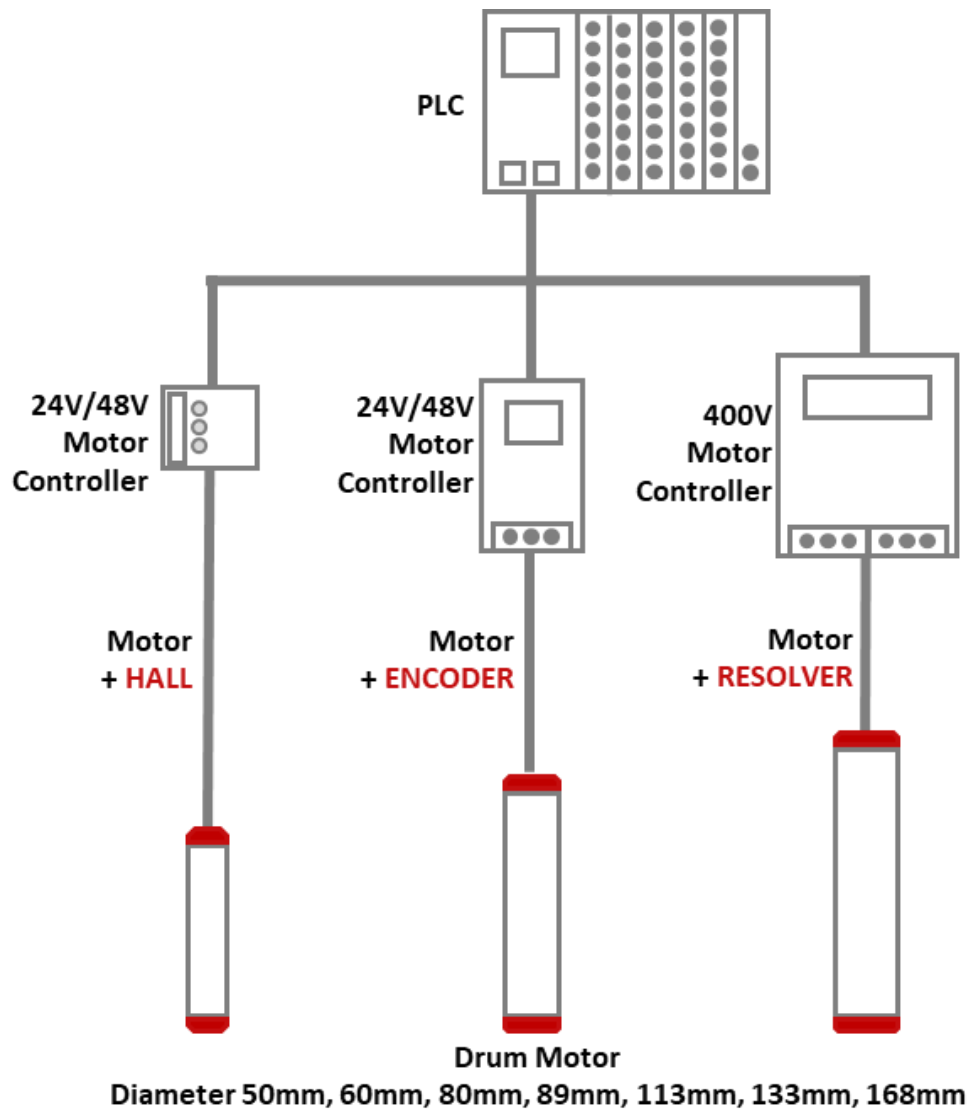 PLC
24V/48V
Motor
Controller
24V/48V
Motor
Controller
400V
Motor
Controller
Motor
+ HALL
Motor
+ ENCODER
Motor
+ RESOLVER
Drum Motor
Diameter 50mm, 60mm, 80mm, 89mm, 113mm, 133mm, 168mm